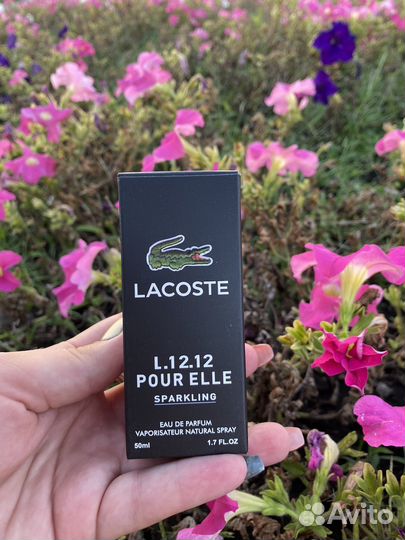 LACOSTE
L.12.12
POUR ELLE
SPARKLING
EAU DE PARFUM
VAPORISATEUR NATURAL SPRAY
50ml 1.7 FL.OZ
Avito